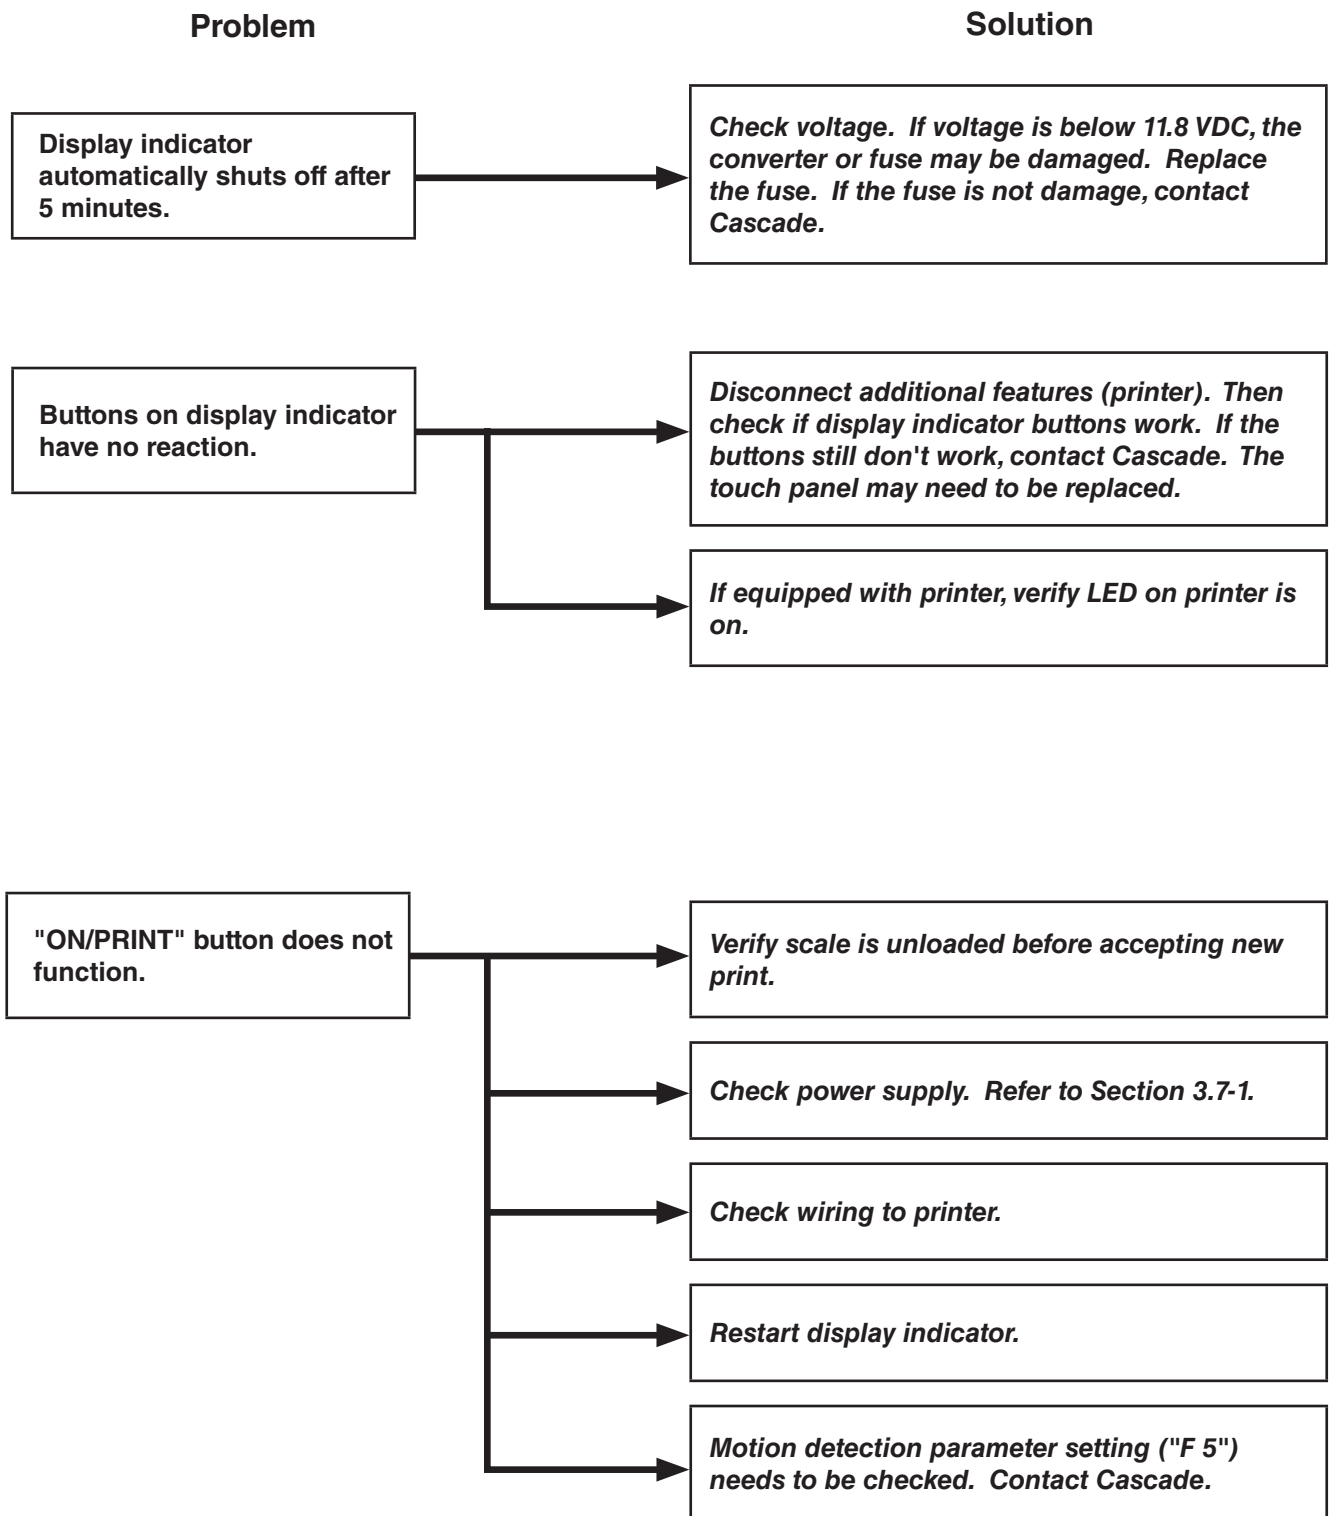 Problem
Solution
Display indicator
automatically shuts off after
5 minutes.
Check voltage.  If voltage is below 11.8 VDC, the
converter or fuse may be damaged.  Replace
the fuse.  If the fuse is not damage, contact
Cascade.
Buttons on display indicator
have no reaction.
Disconnect additional features (printer).  Then
check if display indicator buttons work.  If the
buttons still don't work, contact Cascade.  The
touch panel may need to be replaced.
If equipped with printer, verify LED on printer is
on.
"ON/PRINT" button does not
function.
Verify scale is unloaded before accepting new
print.
Check power supply.  Refer to Section 3.7-1.
Check wiring to printer.
Restart display indicator.
Motion detection parameter setting ("F 5")
needs to be checked.  Contact Cascade.